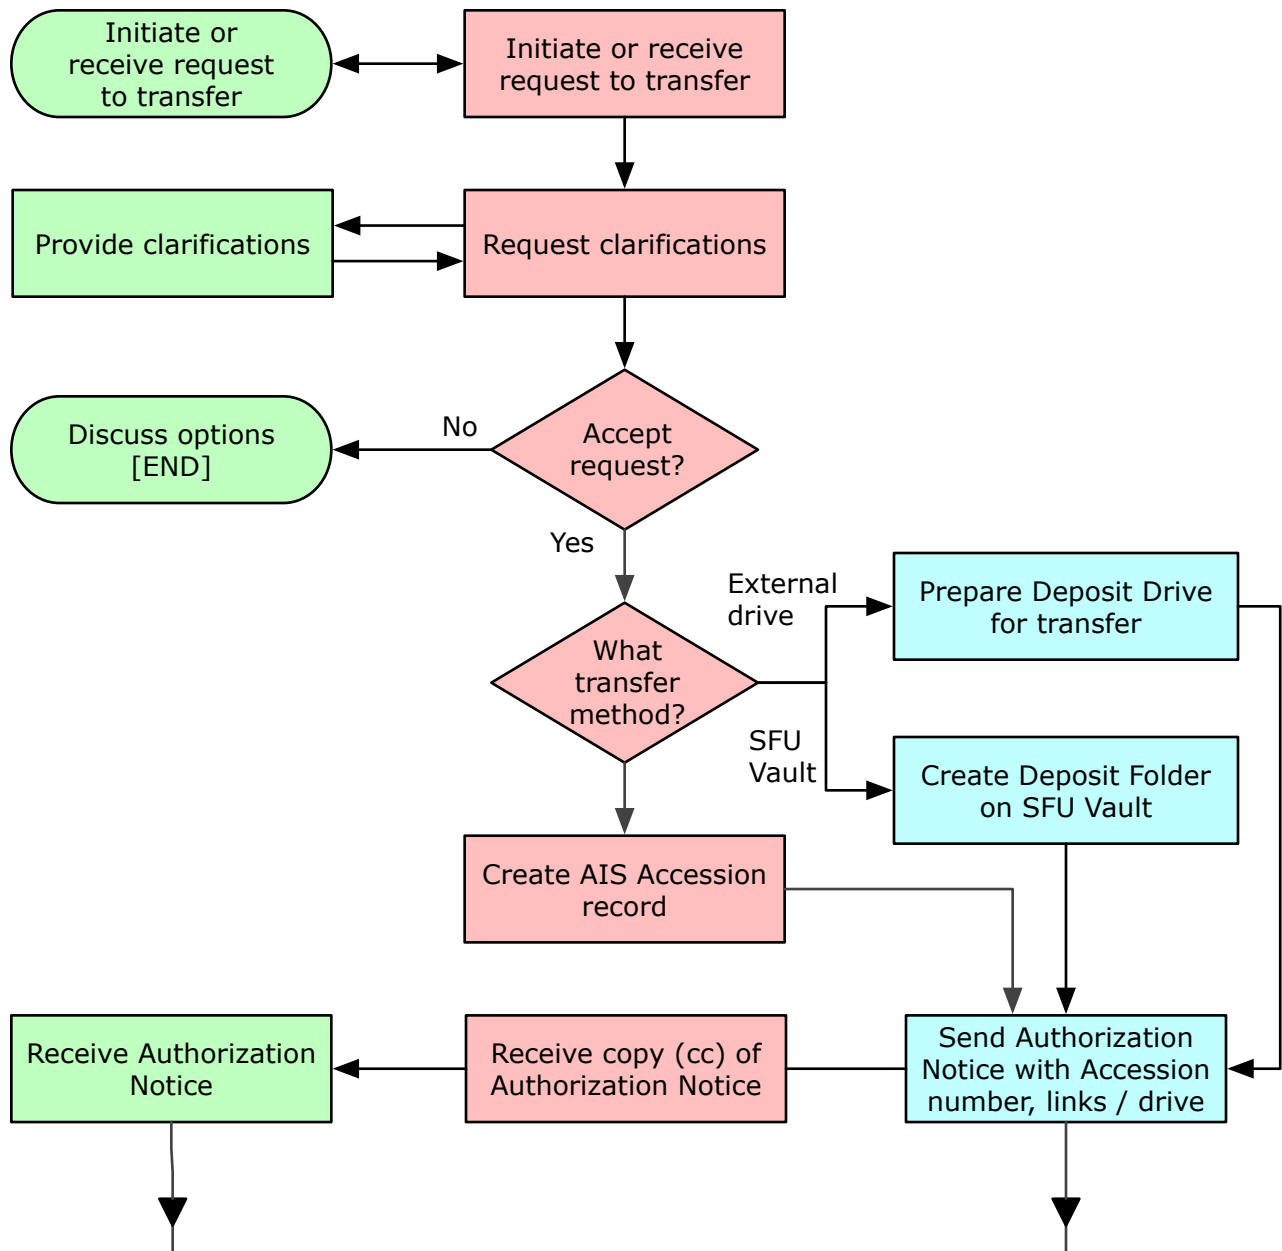 Initiate or
receive request
to transfer
Initiate or receive
request to transfer
Provide clarifications
Request clarifications
Discuss options
[END]
No
Accept
request?
Yes
External
drive
Prepare Deposit Drive
for transfer
What
transfer
method?
SFU
Vault
Create Deposit Folder
on SFU Vault
Create AIS Accession
record
Receive Authorization
Notice
Receive copy (cc) of
Authorization Notice
Send Authorization
Notice with Accession
number, links / drive